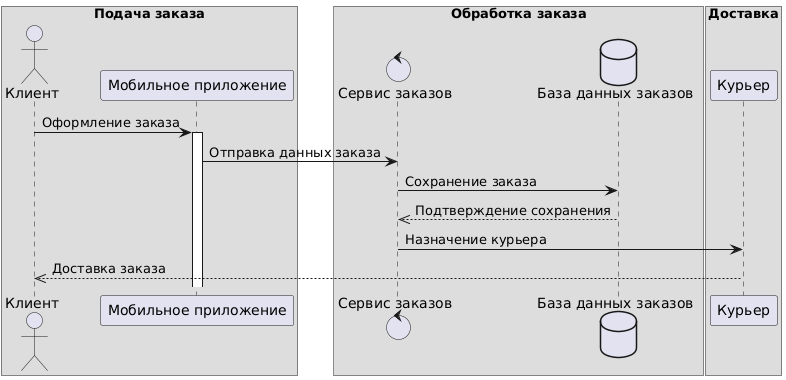 Подача заказа
Обработка заказа
Доставка
Клиент
Мобильное приложение
Сервис заказов
База данных заказов
Курьер
Оформление заказа
Отправка данных заказа
Сохранение заказа
Подтверждение сохранения
Назначение курьера
Доставка заказа
Клиент
Мобильное приложение
Сервис заказов
База данных заказов
Курьер